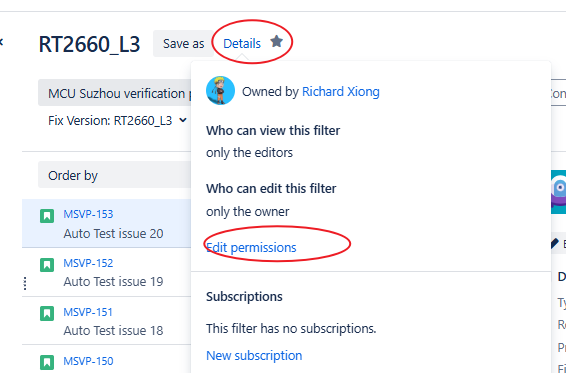 RT2660_L3 Save as Details
MCU Suzhou verification
Fix Version: RT2660_L3
Order by
MSVP-153
Auto Test issue 20
MSVP-152
Auto Test issue 19
MSVP-151
Auto Test issue 18
MSVP-150
Owned by Richard Xiong
Who can view this filter
only the editors
Who can edit this filter
only the owner
Edit permissions
Subscriptions
This filter has no subscriptions.
New subscription